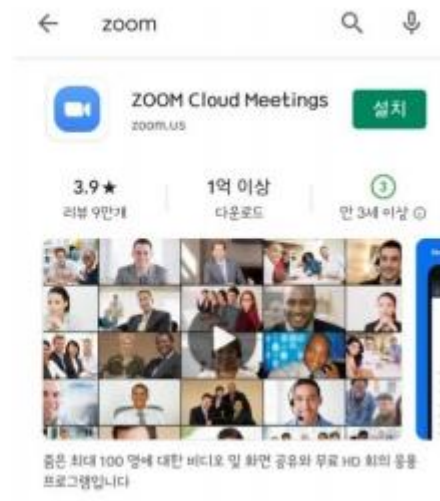 zoom
ZOOM Cloud Meetings
설치
zoom.us
3.9★
1억 이상
3
리뷰 9만개
다운로드
만 3세 이상
줌은 최대 100 명에 대한 비디오 및 화면 공유와 무료 HD 회의 응용
프로그램입니다